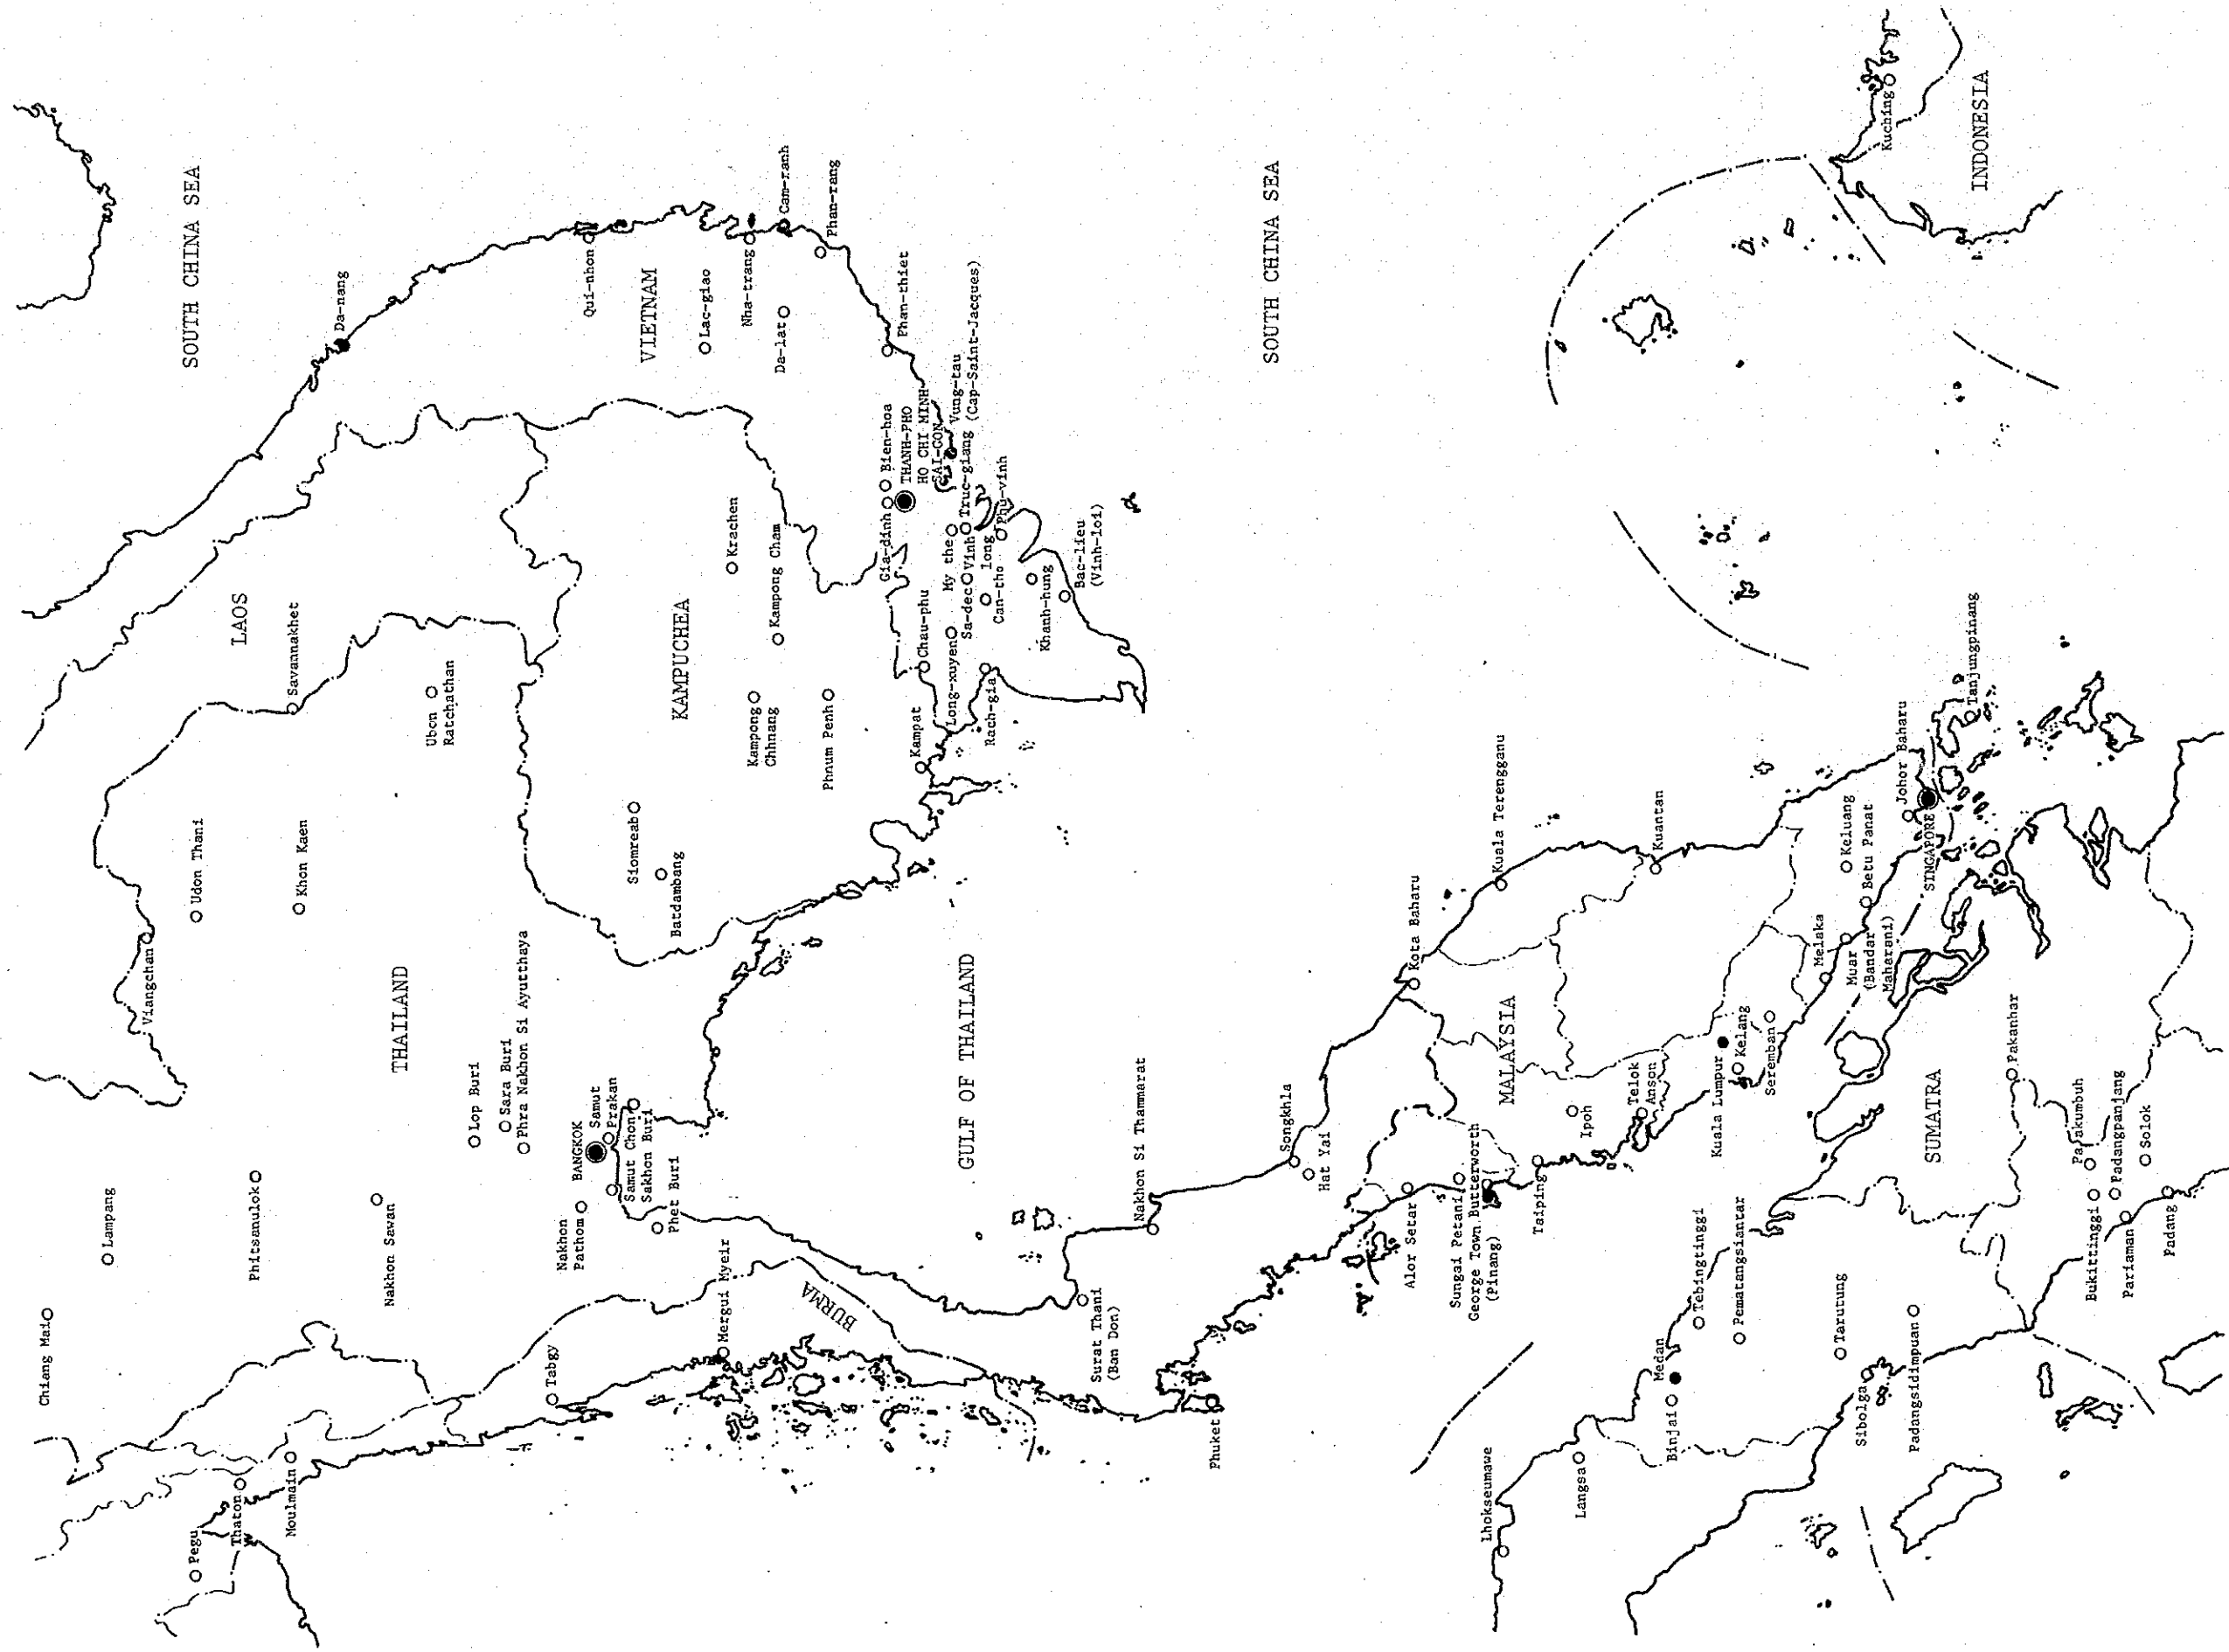 SOUTH CHINA SEA
Da-nang
Qui-nhon
VIETNAM
Lac-giao
Nha-trang
Cam-ranh
Da-lat
Phan-rang
Phan-thiet
Bien-hoa
Gia-dinh
THANH-PHO
HO CHI MINH
SAI-GON
Vung-tau
(Cap-Saint-Jacques)
Truc-giang
My the
Vinh
long
Sa-dec
Phu-vinh
Can-tho
Khanh-hung
Bac-lieu
(Vinh-loi)
Chau-phu
Long-xuyen
Rach-gia
LAOS
Savannakhet
Viangchan
KAMPUCHEA
Krachen
Kampong Cham
Kampong
Chhnang
Phnum Penh
Kampat
Siomreab
Batdambang
Ubon
Ratchathan
Udon Thani
Khon Kaen
THAILAND
Lop Buri
Sara Buri
Phra Nakhon Si Ayutthaya
BANGKOK
Samut
Prakan
Samut Chon
Sakhon Buri
Nakhon
Pathom
Phet Buri
Lampang
Phitsanulok
Nakhon Sawan
Chiang Mai
Pegu
Thaton
Moulmain
Tabgy
Mergui Myeir
BURMA
GULF OF THAILAND
Surat Thani
(Ban Don)
Nakhon Si Thammarat
Phuket
Songkhla
Hat Yai
SOUTH CHINA SEA
Kota Baharu
Kuala Terengganu
Kuantan
MALAYSIA
Alor Setar
Sungai Petani
George Town Butterworth
(Pinang)
Taiping
Ipoh
Telok
Anson
Kuala Lumpur
Kelang
Seremban
Melaka
Muar
(Bandar
Maharani)
Keluang
Betu Panat
Johor Baharu
SINGAPORE
Tanjungpinang
Kuching
INDONESIA
SUMATRA
Lhokseumawe
Langsa
Binjai
Medan
Tebingtinggi
Pematangsiantar
Tarutung
Sibolga
Padangsidimpuan
Pakanhar
Pajakumbuh
Bukitinggi
Padangpanjang
Pariaman
Solok
Padang